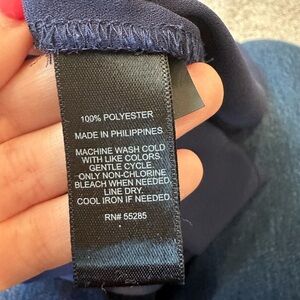 100% POLYESTER
MADE IN PHILIPPINES
MACHINE WASH COLD
WITH LIKE COLORS,
GENTLE CYCLE.
ONLY NON-CHLORINE
BLEACH WHEN NEEDED.
LINE DRY.
COOL IRON IF NEEDED.
RN# 55285